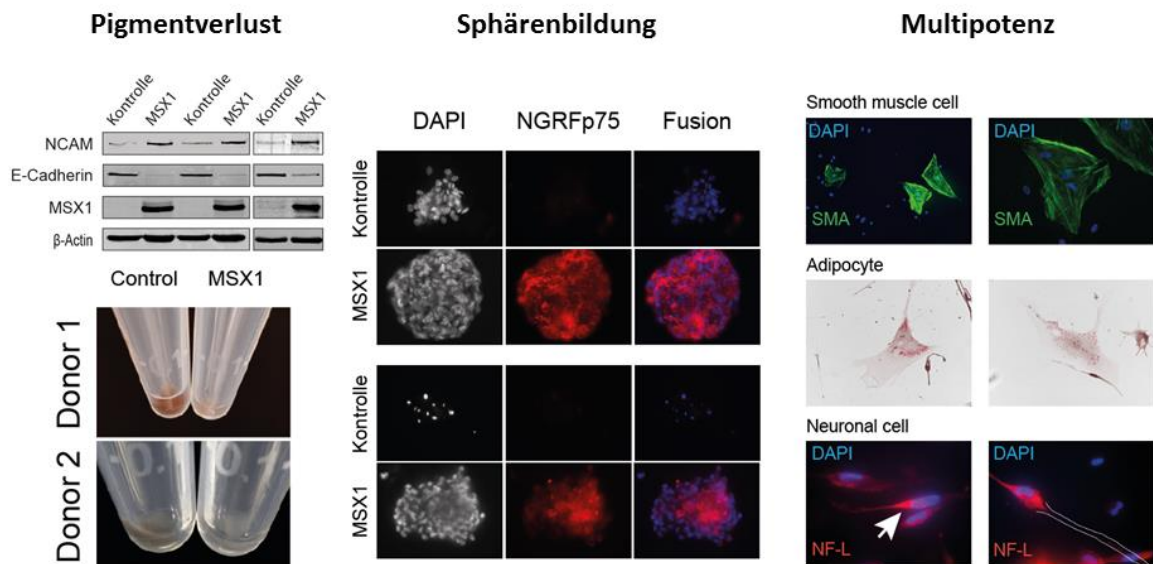 Pigmentverlust
Kontrolle
MSX1
Kontrolle
MSX1
Kontrolle
MSX1
NCAM
E-Cadherin
MSX1
β-Actin
Control MSX1
Donor 1
Donor 2
Sphärenbildung
DAPI NGRFp75 Fusion
Kontrolle
MSX1
Kontrolle
MSX1
Multipotenz
Smooth muscle cell
DAPI DAPI
SMA SMA
Adipocyte
Neuronal cell
DAPI DAPI
NF-L NF-L